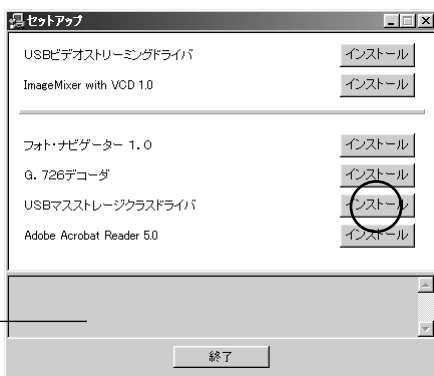 セットアップ
USBビデオストリーミングドライバ インストール
ImageMixer with VCD 1.0 インストール
フォト・ナビゲーター 1.0 インストール
G. 726デコーダ インストール
USBマスストレージクラスドライバ インストール
Adobe Acrobat Reader 5.0 インストール
終了